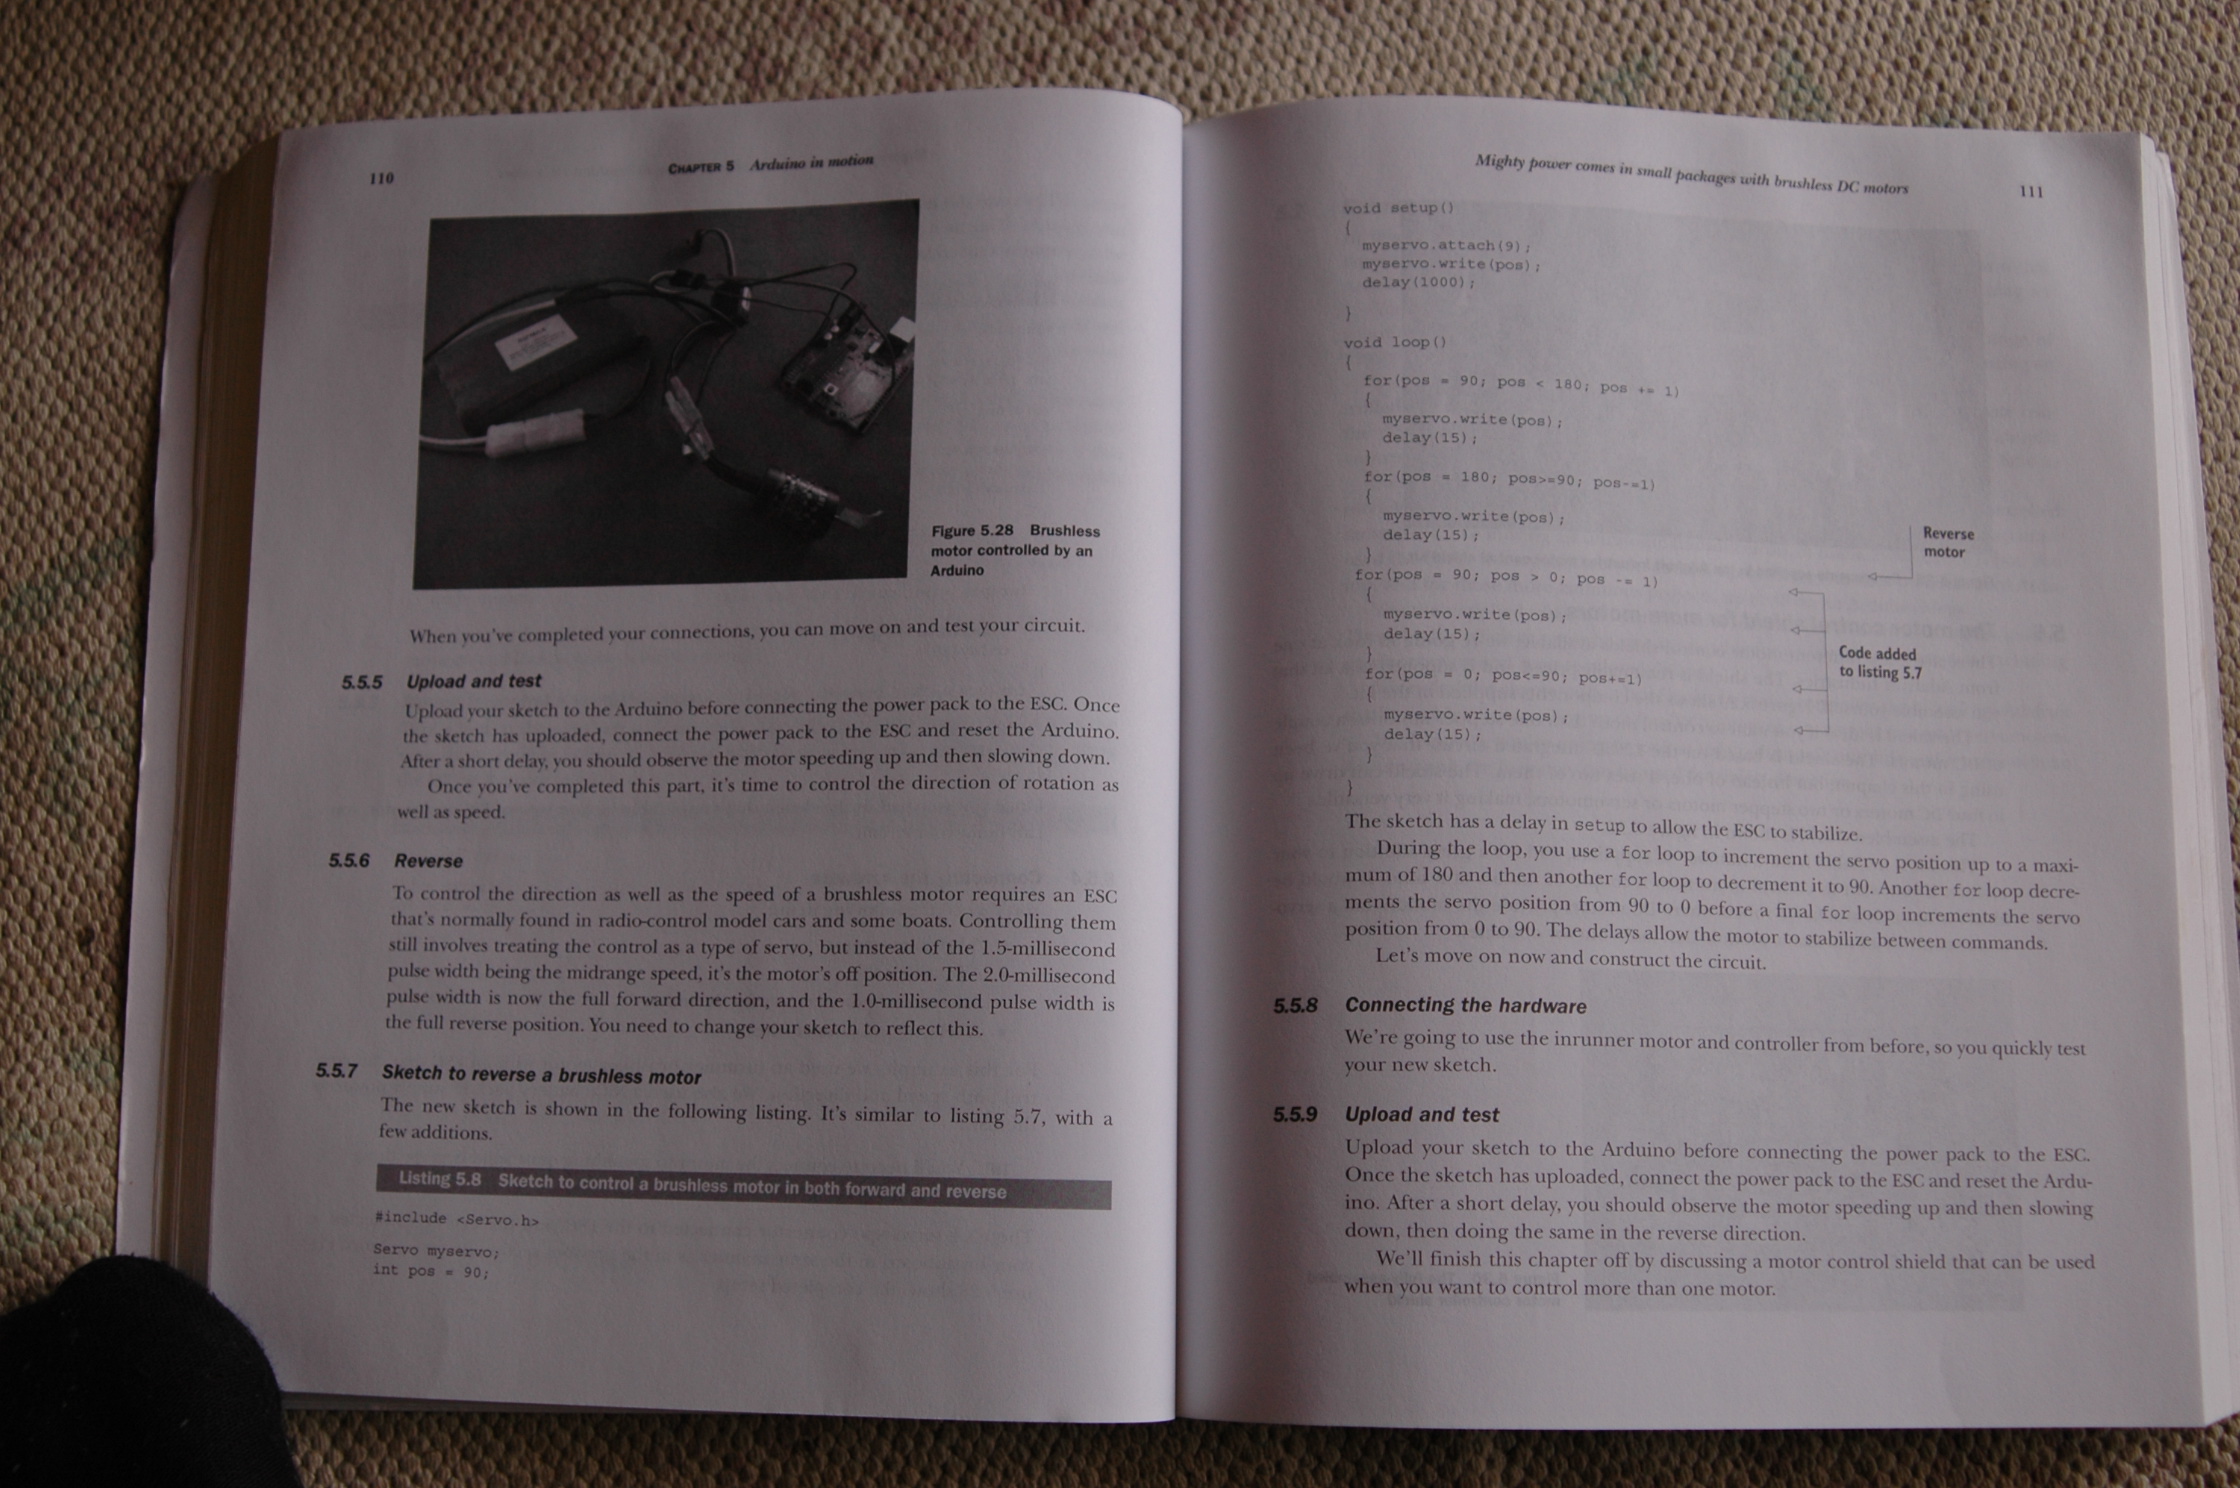 110
CHAPTER 5 Arduino in motion
Figure 5.28 Brushless
motor controlled by an
Arduino
When you've completed your connections, you can move on and test your circuit.
5.5.5 Upload and test
Upload your sketch to the Arduino before connecting the power pack to the ESC. Once
the sketch has uploaded, connect the power pack to the ESC and reset the Arduino.
After a short delay, you should observe the motor speeding up and then slowing down.
Once you've completed this part, it's time to control the direction of rotation as
well as speed.
5.5.6 Reverse
To control the direction as well as the speed of a brushless motor requires an ESC
that's normally found in radio-control model cars and some boats. Controlling them
still involves treating the control as a type of servo, but instead of the 1.5-millisecond
pulse width being the midrange speed, it's the motor's off position. The 2.0-millisecond
pulse width is now the full forward direction, and the 1.0-millisecond pulse width is
the full reverse position. You need to change your sketch to reflect this.
5.5.7 Sketch to reverse a brushless motor
The new sketch is shown in the following listing. It's similar to listing 5.7, with a
few additions.
Listing 5.8 Sketch to control a brushless motor in both forward and reverse
#include <Servo.h>
Servo myservo;
int pos = 90;
Mighty power comes in small packages with brushless DC motors
111
void setup()
{
myservo.attach(9);
myservo.write(pos);
delay(1000);
}
void loop()
{
for(pos = 90; pos < 180; pos += 1)
{
myservo.write(pos);
delay(15);
}
for(pos = 180; pos>=90; pos-=1)
{
myservo.write(pos);
delay(15);
}
for(pos = 90; pos > 0; pos -= 1)
{
myservo.write(pos);
delay(15);
}
for(pos = 0; pos<=90; pos+=1)
{
myservo.write(pos);
delay(15);
}
}
Reverse
motor
Code added
to listing 5.7
The sketch has a delay in setup to allow the ESC to stabilize.
During the loop, you use a for loop to increment the servo position up to a maxi-
mum of 180 and then another for loop to decrement it to 90. Another for loop decre-
ments the servo position from 90 to 0 before a final for loop increments the servo
position from 0 to 90. The delays allow the motor to stabilize between commands.
Let's move on now and construct the circuit.
5.5.8 Connecting the hardware
We're going to use the inrunner motor and controller from before, so you quickly test
your new sketch.
5.5.9 Upload and test
Upload your sketch to the Arduino before connecting the power pack to the ESC.
Once the sketch has uploaded, connect the power pack to the ESC and reset the Ardu-
ino. After a short delay, you should observe the motor speeding up and then slowing
down, then doing the same in the reverse direction.
We'll finish this chapter off by discussing a motor control shield that can be used
when you want to control more than one motor.